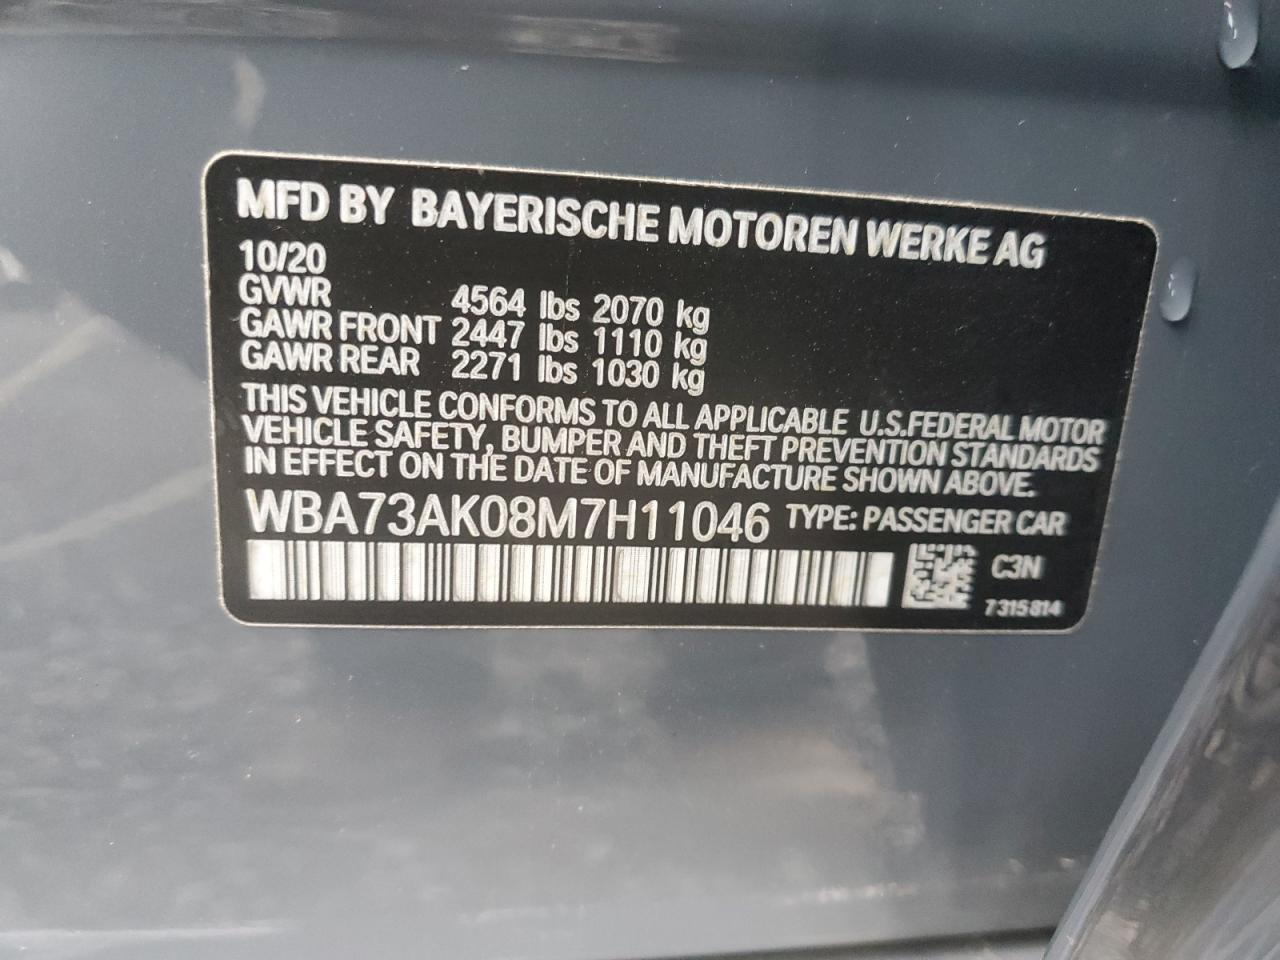 MFD BY BAYERISCHE MOTOREN WERKE AG
10/20
GVWR 4564 lbs 2070 kg
GAWR FRONT 2447 lbs 1110 kg
GAWR REAR 2271 lbs 1030 kg
THIS VEHICLE CONFORMS TO ALL APPLICABLE U.S.FEDERAL MOTOR
VEHICLE SAFETY, BUMPER AND THEFT PREVENTION STANDARDS
IN EFFECT ON THE DATE OF MANUFACTURE SHOWN ABOVE.
WBA73AK08M7H11046 TYPE: PASSENGER CAR
C3N
7315814